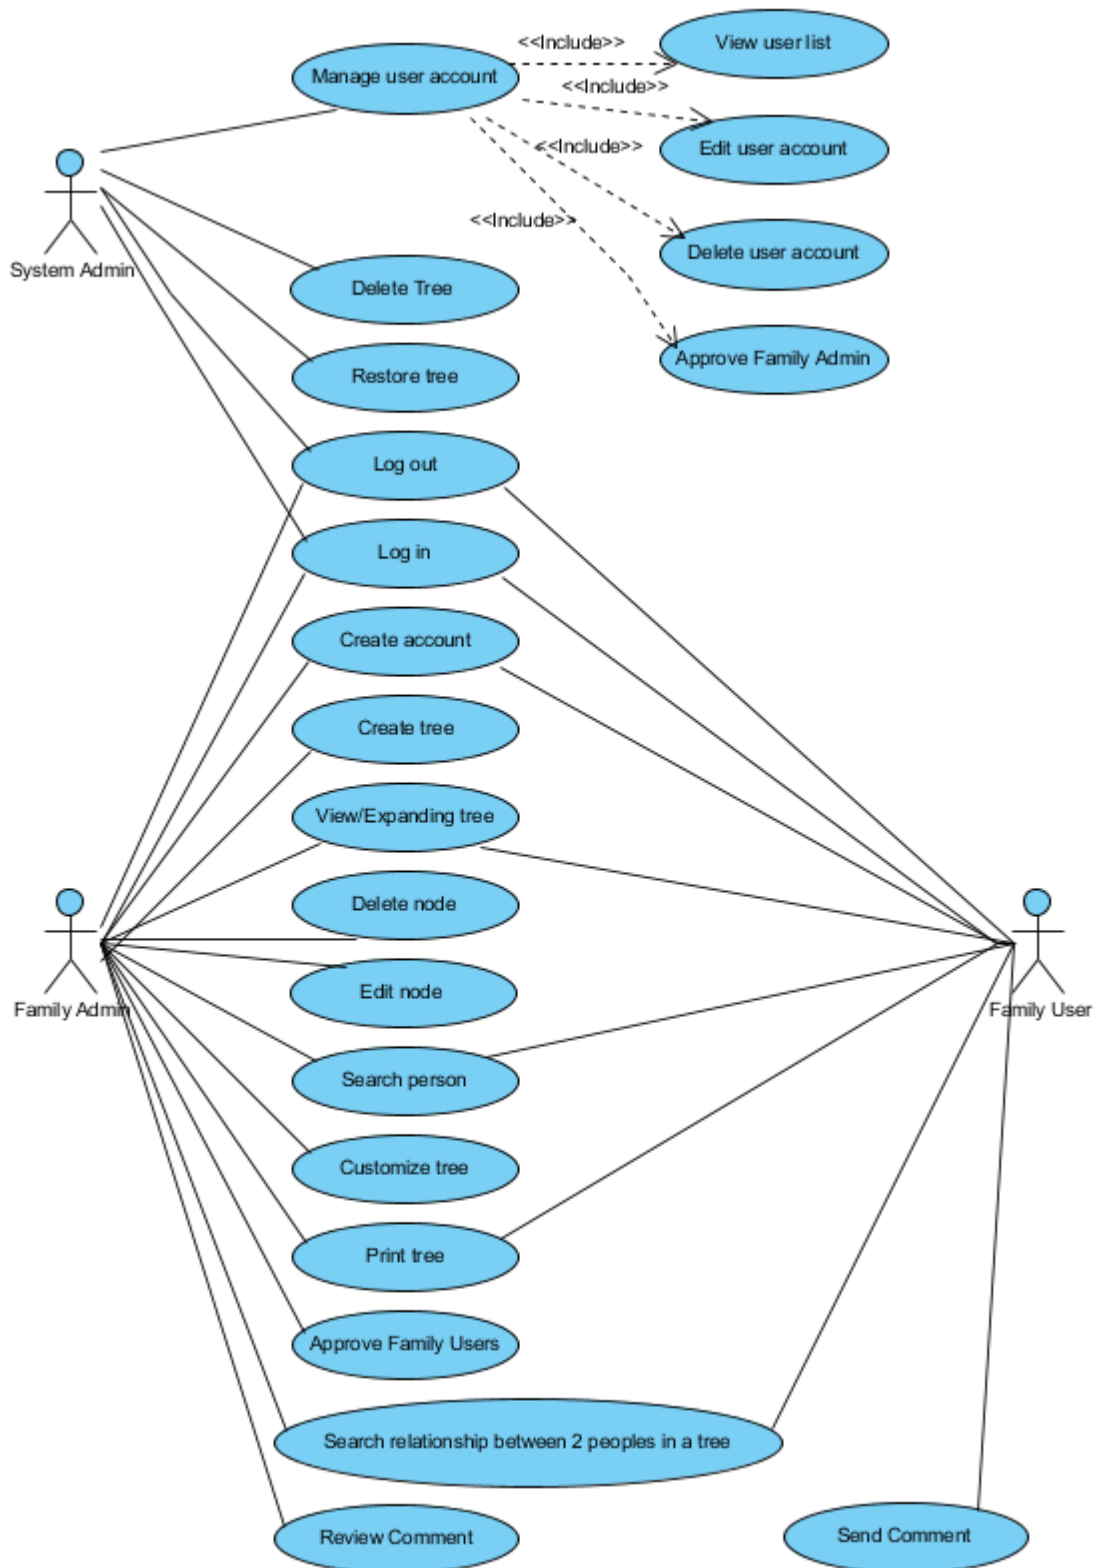 <<Include>>
View user list
Manage user account
<<Include>>
Edit user account
<<Include>>
<<Include>>
Delete user account
System Admin
Delete Tree
Approve Family Admin
Restore tree
Log out
Log in
Create account
Create tree
View/Expanding tree
Delete node
Edit node
Family Admin
Family User
Search person
Customize tree
Print tree
Approve Family Users
Search relationship between 2 peoples in a tree
Review Comment
Send Comment